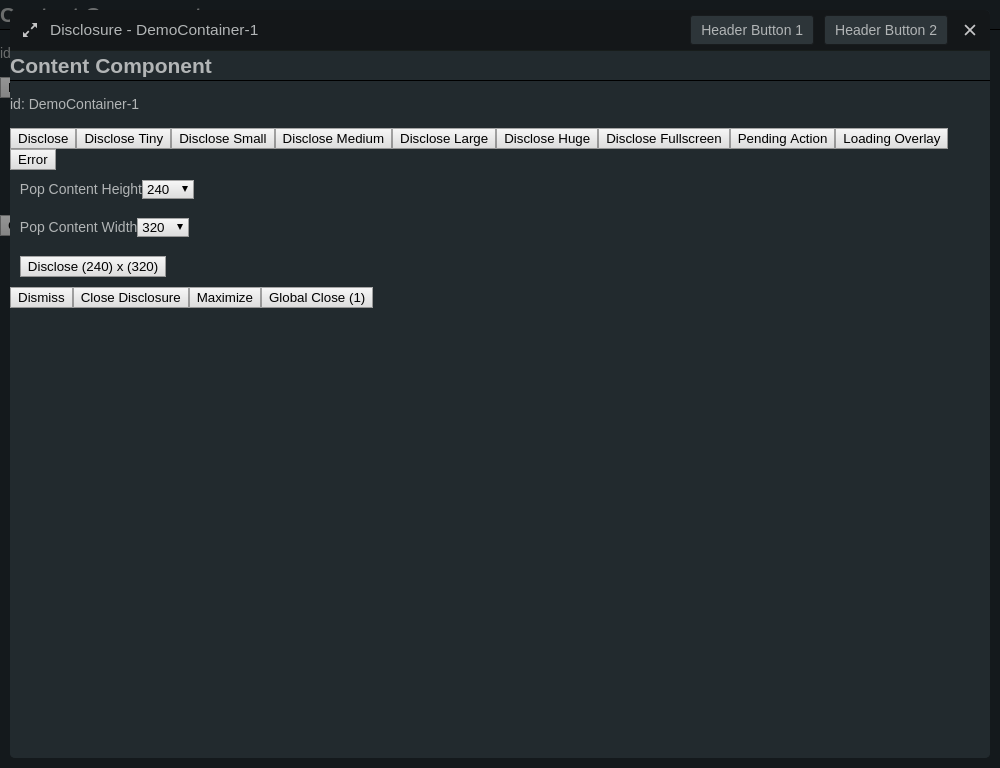 Disclosure - DemoContainer-1 Header Button 1 Header Button 2
Content Component
id
id: DemoContainer-1
Disclose Disclose Tiny Disclose Small Disclose Medium Disclose Large Disclose Huge Disclose Fullscreen Pending Action Loading Overlay
Error
Pop Content Height 240
Pop Content Width 320
Disclose (240) x (320)
Dismiss Close Disclosure Maximize Global Close (1)